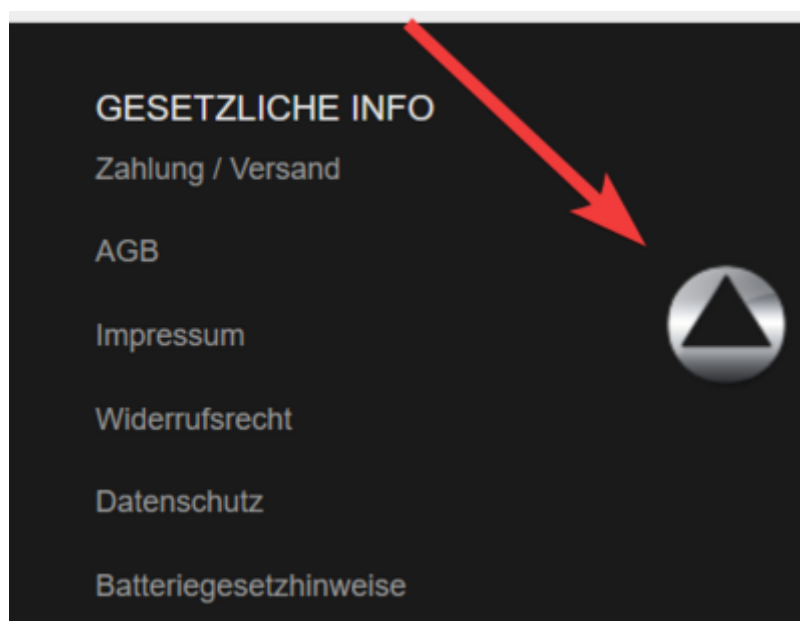 GESETZLICHE INFO
Zahlung / Versand
AGB
Impressum
Widerrufsrecht
Datenschutz
Batteriegesetzhinweise